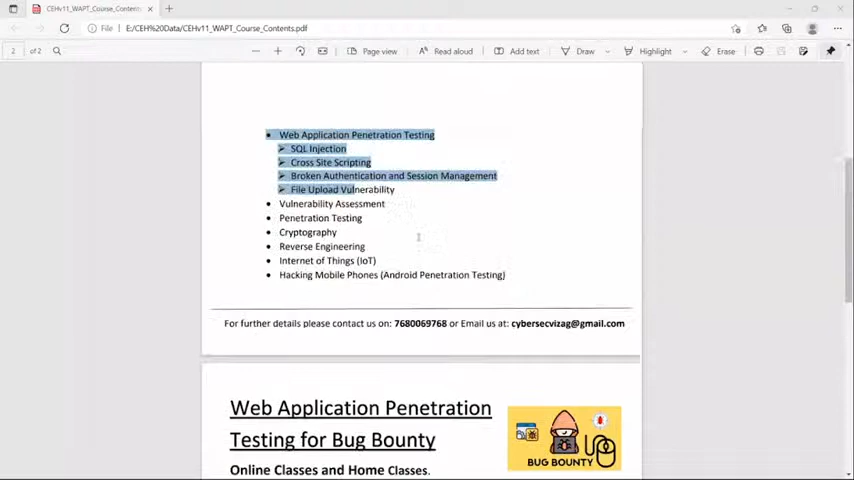 CEHv11_WAPT_Course_Contents.
File
E:/CEH%20Data/CEHv11_WAPT_Course_Contents.pdf
2 of 2
Page view
Read aloud
Add text
Draw
Highlight
Erase
• Web Application Penetration Testing
➢ SQL Injection
➢ Cross Site Scripting
➢ Broken Authentication and Session Management
➢ File Upload Vulnerability
• Vulnerability Assessment
• Penetration Testing
• Cryptography
• Reverse Engineering
• Internet of Things (IoT)
• Hacking Mobile Phones (Android Penetration Testing)
For further details please contact us on: 7680069768 or Email us at: cybersecvizag@gmail.com
Web Application Penetration
Testing for Bug Bounty
Online Classes and Home Classes.
BUG BOUNTY